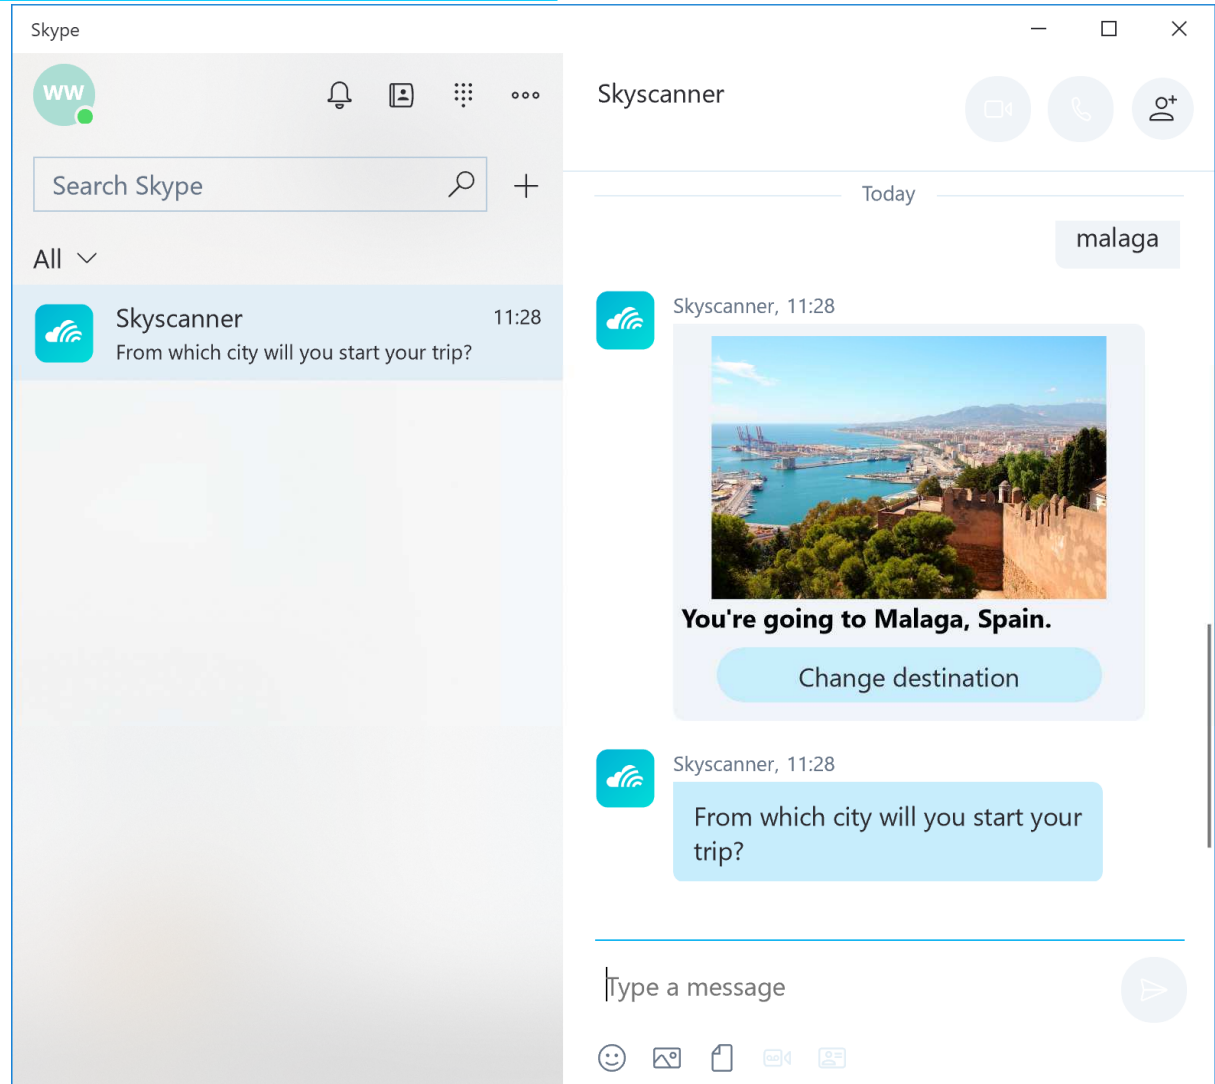 Skype
WW
Search Skype
All
Skyscanner
11:28
From which city will you start your trip?
Skyscanner
Today
malaga
Skyscanner, 11:28
You're going to Malaga, Spain.
Change destination
Skyscanner, 11:28
From which city will you start your
trip?
Type a message